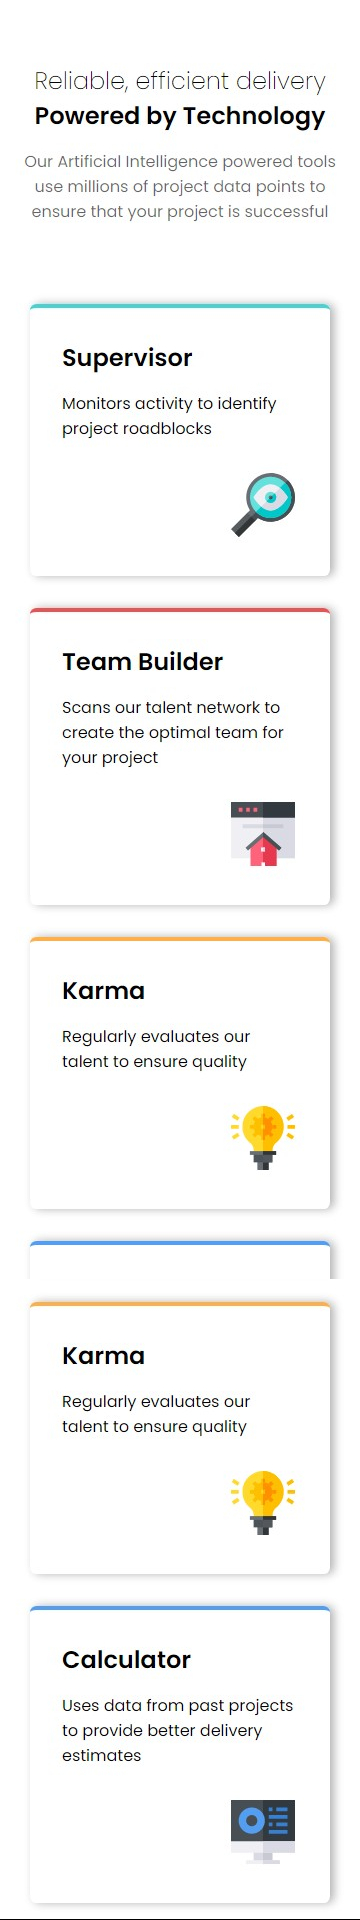 Reliable, efficient delivery
Powered by Technology
Our Artificial Intelligence powered tools
use millions of project data points to
ensure that your project is successful
Supervisor
Monitors activity to identify
project roadblocks
Team Builder
Scans our talent network to
create the optimal team for
your project
Karma
Regularly evaluates our
talent to ensure quality
Karma
Regularly evaluates our
talent to ensure quality
Calculator
Uses data from past projects
to provide better delivery
estimates